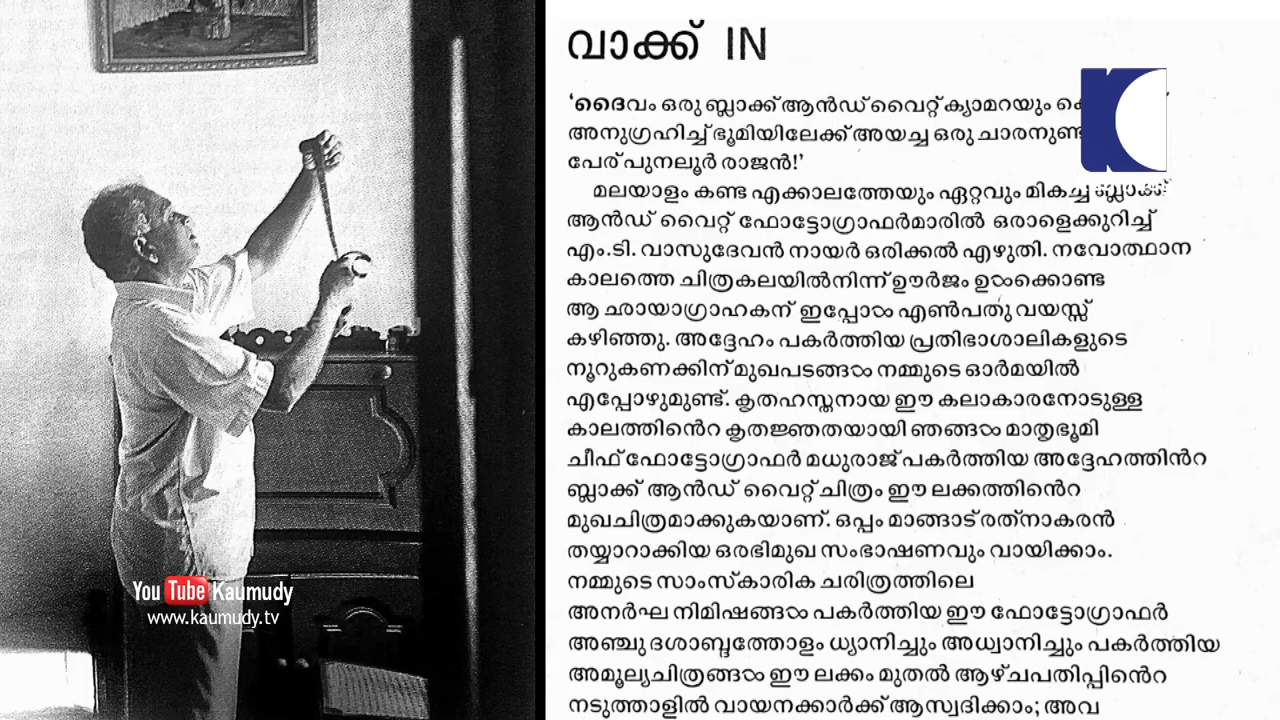 വാക്ക് IN
‘ദൈവം ഒരു ബ്ലാക്ക് ആൻഡ് വൈറ്റ് ക്യാമറയും
അനുഗ്രഹിച്ച് ഭൂമിയിലേക്ക് അയച്ച ഒരു
പേര് പുനലൂർ രാജൻ!’
മലയാളം കണ്ട എക്കാലത്തേയും ഏറ്റവും മികച്ച ബ്ലാക്ക്
ആൻഡ് വൈറ്റ് ഫോട്ടോഗ്രാഫർമാരിൽ ഒരാളെക്കുറിച്ച്
എം.ടി. വാസുദേവൻ നായർ ഒരിക്കൽ എഴുതി. നവോത്ഥാന
കാലത്തെ ചിത്രകലയിൽനിന്ന് ഊർജം ഉൾക്കൊണ്ട
ആ ഛായാഗ്രാഹകന് ഇപ്പോൾ എൺപതു വയസ്സ്
കഴിഞ്ഞു. അദ്ദേഹം പകർത്തിയ പ്രതിഭാശാലികളുടെ
നൂറുകണക്കിന് മുഖപടങ്ങൾ നമ്മുടെ ഓർമയിൽ
എപ്പോഴുമുണ്ട്. കൃതഹസ്തനായ ഈ കലാകാരനോടുള്ള
കാലത്തിൻെറ കൃതജ്ഞതയായി ഞങ്ങൾ മാതൃഭൂമി
ചീഫ് ഫോട്ടോഗ്രാഫർ മധുരാജ് പകർത്തിയ അദ്ദേഹത്തിൻറ
ബ്ലാക്ക് ആൻഡ് വൈറ്റ് ചിത്രം ഈ ലക്കത്തിൻെറ
മുഖചിത്രമാക്കുകയാണ്. ഒപ്പം മാങ്ങാട് രത്‌നാകരൻ
തയ്യാറാക്കിയ ഒരഭിമുഖ സംഭാഷണവും വായിക്കാം.
നമ്മുടെ സാംസ്കാരിക ചരിത്രത്തിലെ
അനർഘ നിമിഷങ്ങൾ പകർത്തിയ ഈ ഫോട്ടോഗ്രാഫർ
അഞ്ചു ദശാബ്ദത്തോളം ധ്യാനിച്ചും അധ്വാനിച്ചും പകർത്തിയ
അമൂല്യചിത്രങ്ങൾ ഈ ലക്കം മുതൽ ആഴ്ചപതിപ്പിൻെറ
നടുത്താളിൽ വായനക്കാർക്ക് ആസ്വദിക്കാം; അവ
You Tube Kaumudy
www.kaumudy.tv